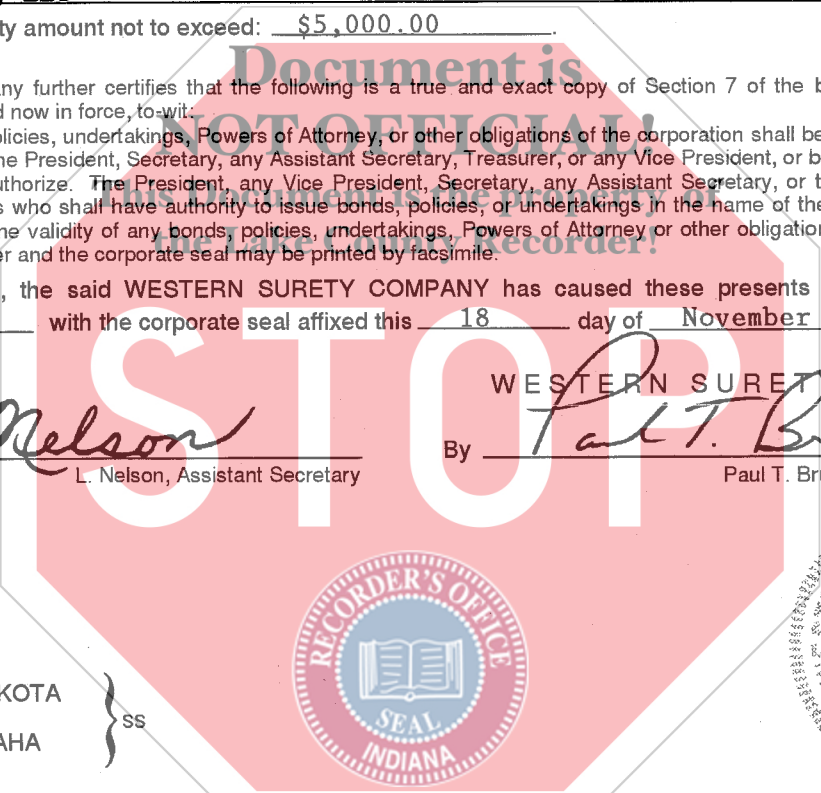 ty amount not to exceed: $5,000.00.
Document is
ny further certifies that the following is a true and exact copy of Section 7 of the b
d now in force, to-wit:
NOT OFFICIAL!
olicies, undertakings, Powers of Attorney, or other obligations of the corporation shall be
he President, Secretary, any Assistant Secretary, Treasurer, or any Vice President, or b
uthorize. The President, any Vice President, Secretary, any Assistant Secretary, or t
This Document is the property of
s who shall have authority to issue bonds, policies, or undertakings in the name of the
he validity of any bonds, policies, undertakings, Powers of Attorney or other obligation
the Lake County Recorder!
er and the corporate seal may be printed by facsimile.
, the said WESTERN SURETY COMPANY has caused these presents
with the corporate seal affixed this 18 day of November
STOP
WESTERN SURET
Nelson
By Paul T. Br
L. Nelson, Assistant Secretary
Paul T. Bru
RECORDER'S OFFICE
SEAL
INDIANA
KOTA
SS
AHA